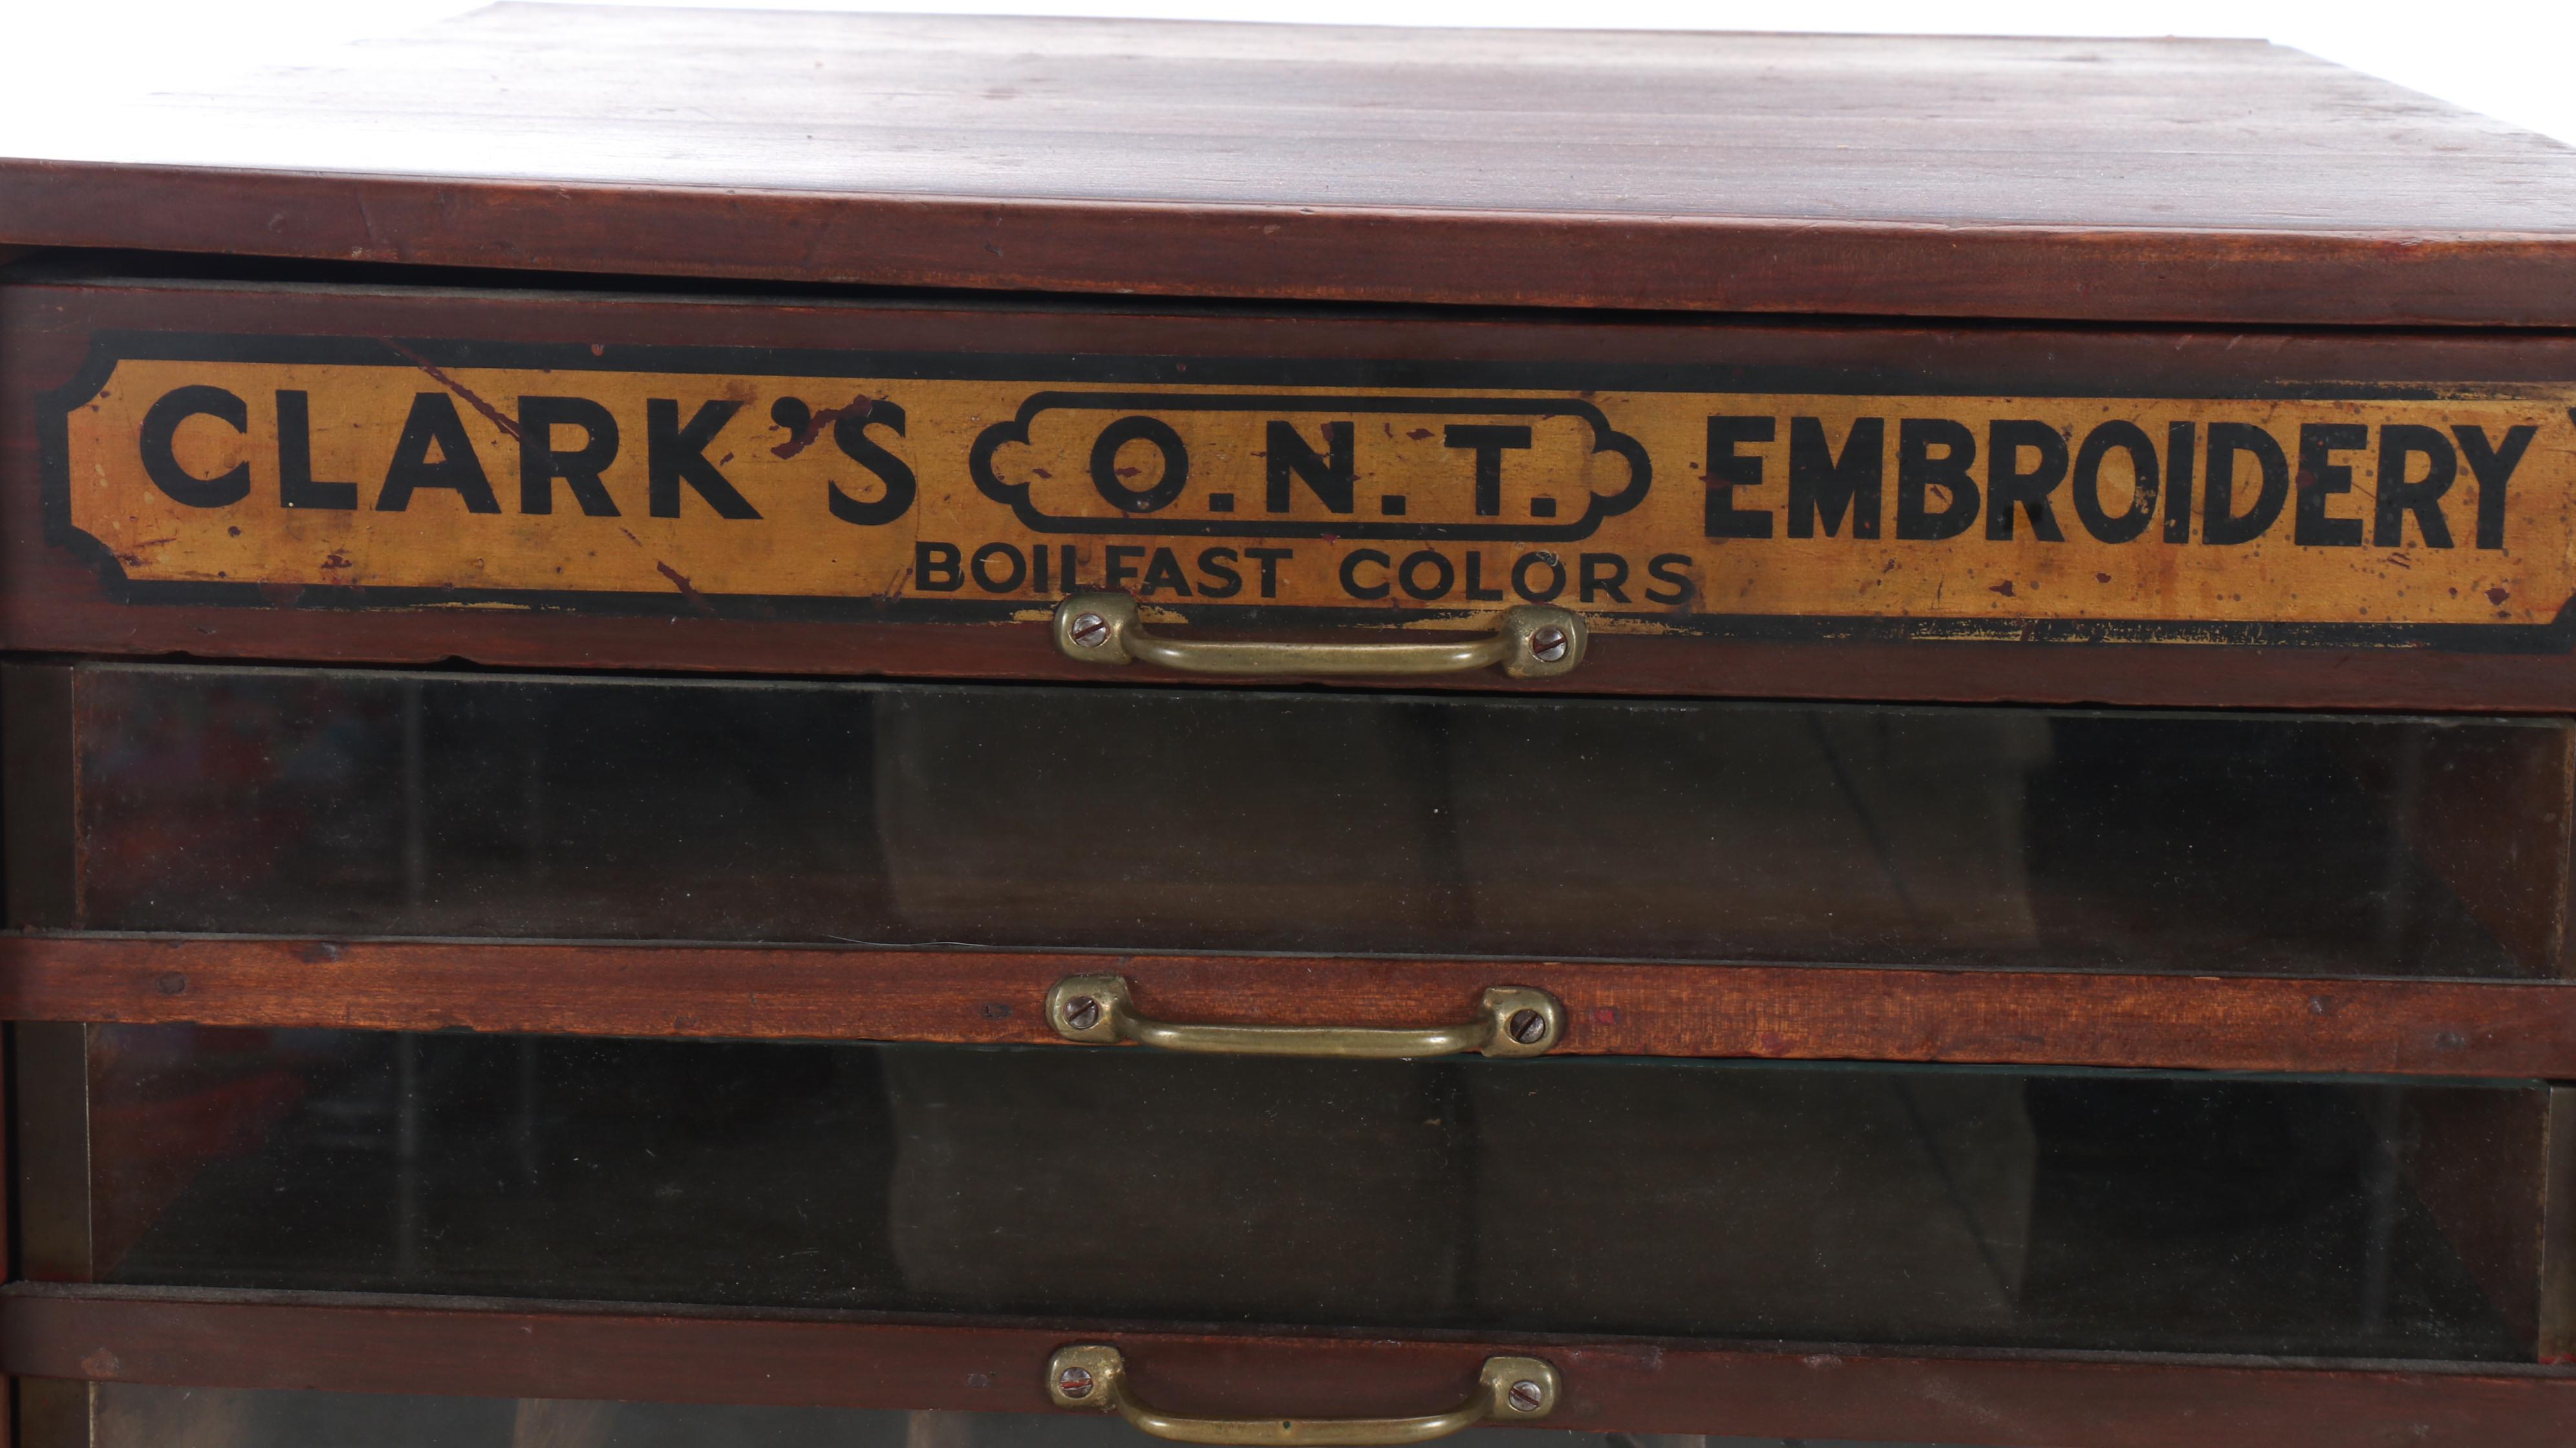 CLARK'S O.N.T. EMBROIDERY
BOILFAST COLORS